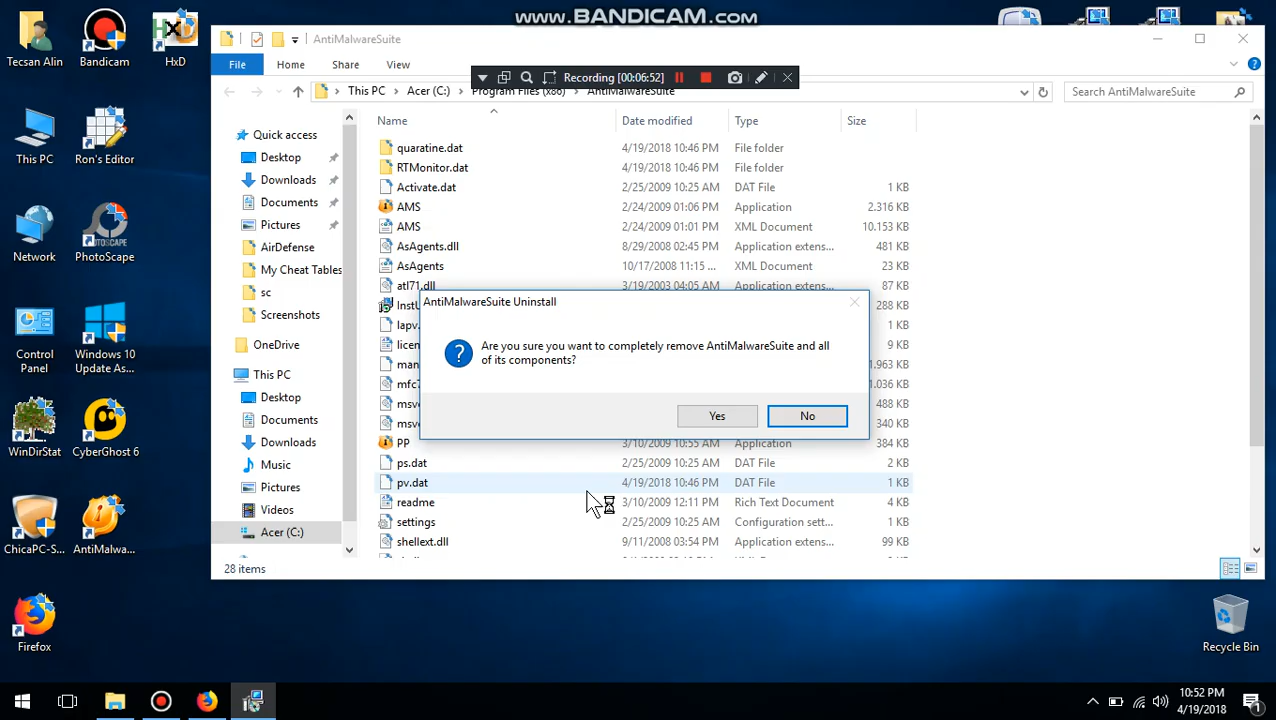 www.BANDICAM.com
Tecsan Alin
Bandicam
HxD
This PC
Ron's Editor
Network
PhotoScape
Control
Panel
Windows 10
Update As...
WinDirStat
CyberGhost 6
ChicaPC-S...
AntiMalwa...
Firefox
Recycle Bin
AntiMalwareSuite
File
Home
Share
View
Recording [00:06:52]
This PC
Acer (C:)
Program Files (x86)
AntiMalwareSuite
Search AntiMalwareSuite
Quick access
Desktop
Downloads
Documents
Pictures
AirDefense
My Cheat Tables
sc
Screenshots
OneDrive
This PC
Desktop
Documents
Downloads
Music
Pictures
Videos
Acer (C:)
Name Date modified Type Size
quaratine.dat 4/19/2018 10:46 PM File folder
RTMonitor.dat 4/19/2018 10:46 PM File folder
Activate.dat 2/25/2009 10:25 AM DAT File 1 KB
AMS 2/24/2009 01:06 PM Application 2.316 KB
AMS 2/24/2009 01:01 PM XML Document 10.153 KB
AsAgents.dll 8/29/2008 02:45 PM Application extens... 481 KB
AsAgents 10/17/2008 11:15 ... XML Document 23 KB
atl71.dll 3/19/2003 04:05 AM Application extens... 87 KB
InstU 288 KB
lapv. 1 KB
licen 1 KB
man .963 KB
mfc7 1.036 KB
msv 488 KB
msv 340 KB
PP 3/10/2009 10:55 AM Application 384 KB
ps.dat 2/25/2009 10:25 AM DAT File 2 KB
pv.dat 4/19/2018 10:46 PM DAT File 1 KB
readme 3/10/2009 12:11 PM Rich Text Document 4 KB
settings 2/25/2009 10:25 AM Configuration sett... 1 KB
shellext.dll 9/11/2008 03:54 PM Application extens... 99 KB
28 items
AntiMalwareSuite Uninstall
Are you sure you want to completely remove AntiMalwareSuite and all
of its components?
Yes
No
10:52 PM
4/19/2018
1